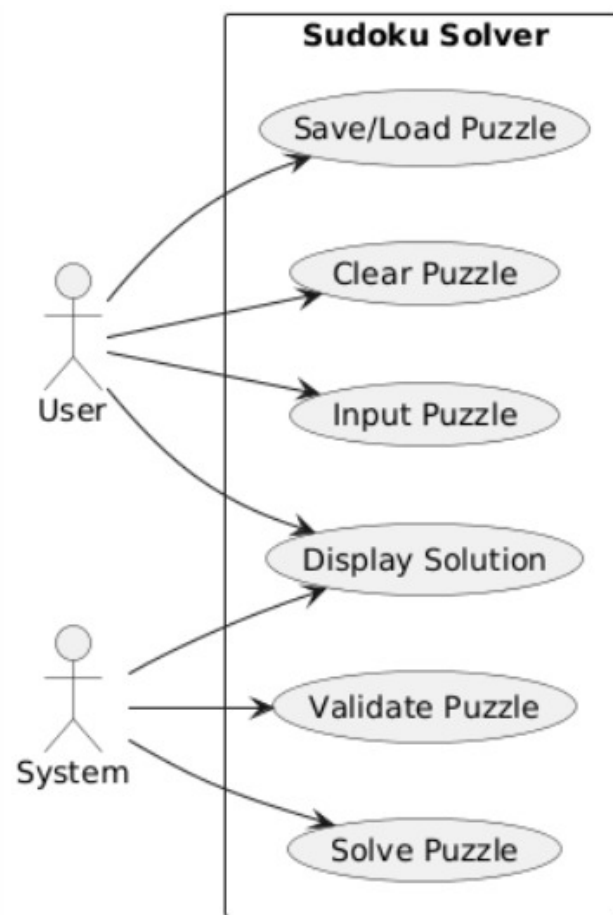 Sudoku Solver
Save/Load Puzzle
Clear Puzzle
Input Puzzle
User
Display Solution
Validate Puzzle
System
Solve Puzzle